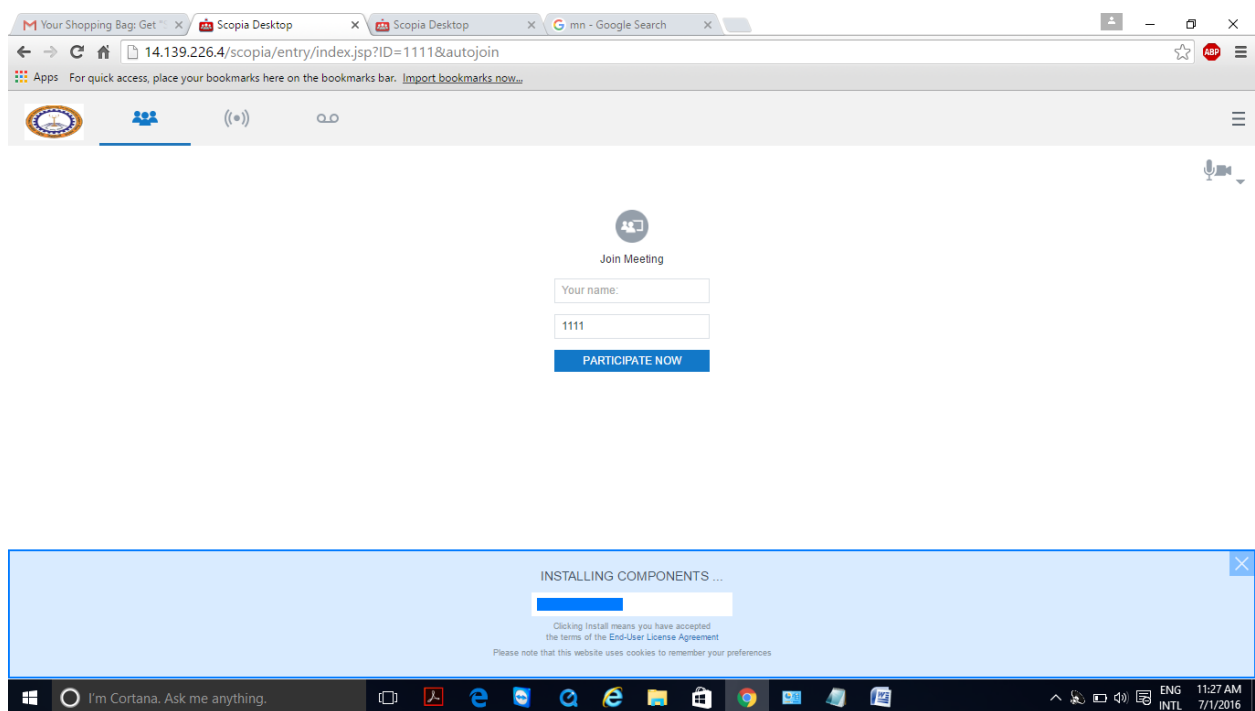 Your Shopping Bag: Get "
Scopia Desktop
Scopia Desktop
mn - Google Search
14.139.226.4/scopia/entry/index.jsp?ID=1111&autojoin
ABP
Apps For quick access, place your bookmarks here on the bookmarks bar. Import bookmarks now...
Join Meeting
Your name:
1111
PARTICIPATE NOW
INSTALLING COMPONENTS ...
Clicking Install means you have accepted
the terms of the End-User License Agreement
Please note that this website uses cookies to remember your preferences
I'm Cortana. Ask me anything.
ENG
INTL
11:27 AM
7/1/2016